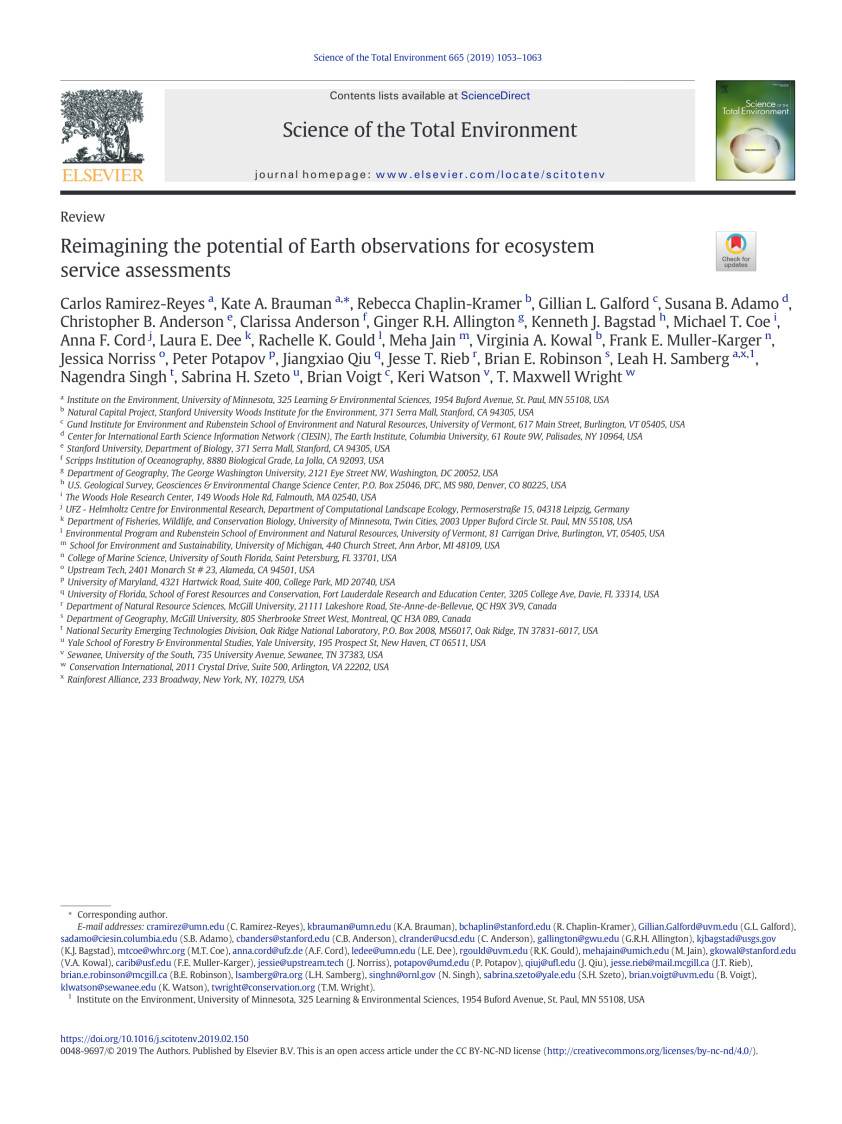 Science of the Total Environment 665 (2019) 1053–1063
Contents lists available at ScienceDirect
Science of the Total Environment
journal homepage: www.elsevier.com/locate/scitotenv
ELSEVIER
Science OF THE
Total Environment
Review
Reimagining the potential of Earth observations for ecosystem
service assessments
Check for
updates
Carlos Ramirez-Reyes a, Kate A. Brauman a,*, Rebecca Chaplin-Kramer b, Gillian L. Galford c, Susana B. Adamo d,
Christopher B. Anderson e, Clarissa Anderson f, Ginger R.H. Allington g, Kenneth J. Bagstad h, Michael T. Coe i,
Anna F. Cord j, Laura E. Dee k, Rachelle K. Gould l, Meha Jain m, Virginia A. Kowal b, Frank E. Muller-Karger n,
Jessica Norriss o, Peter Potapov p, Jiangxiao Qiu q, Jesse T. Rieb r, Brian E. Robinson s, Leah H. Samberg a,x,1,
Nagendra Singh t, Sabrina H. Szeto u, Brian Voigt c, Keri Watson v, T. Maxwell Wright w
a Institute on the Environment, University of Minnesota, 325 Learning & Environmental Sciences, 1954 Buford Avenue, St. Paul, MN 55108, USA
b Natural Capital Project, Stanford University Woods Institute for the Environment, 371 Serra Mall, Stanford, CA 94305, USA
c Gund Institute for Environment and Rubenstein School of Environment and Natural Resources, University of Vermont, 617 Main Street, Burlington, VT 05405, USA
d Center for International Earth Science Information Network (CIESIN), The Earth Institute, Columbia University, 61 Route 9W, Palisades, NY 10964, USA
e Stanford University, Department of Biology, 371 Serra Mall, Stanford, CA 94305, USA
f Scripps Institution of Oceanography, 8880 Biological Grade, La Jolla, CA 92093, USA
g Department of Geography, The George Washington University, 2121 Eye Street NW, Washington, DC 20052, USA
h U.S. Geological Survey, Geosciences & Environmental Change Science Center, P.O. Box 25046, DFC, MS 980, Denver, CO 80225, USA
i The Woods Hole Research Center, 149 Woods Hole Rd, Falmouth, MA 02540, USA
j UFZ - Helmholtz Centre for Environmental Research, Department of Computational Landscape Ecology, Permoserstraße 15, 04318 Leipzig, Germany
k Department of Fisheries, Wildlife, and Conservation Biology, University of Minnesota, Twin Cities, 2003 Upper Buford Circle St. Paul, MN 55108, USA
l Environmental Program and Rubenstein School of Environment and Natural Resources, University of Vermont, 81 Carrigan Drive, Burlington, VT, 05405, USA
m School for Environment and Sustainability, University of Michigan, 440 Church Street, Ann Arbor, MI 48109, USA
n College of Marine Science, University of South Florida, Saint Petersburg, FL 33701, USA
o Upstream Tech, 2401 Monarch St # 23, Alameda, CA 94501, USA
p University of Maryland, 4321 Hartwick Road, Suite 400, College Park, MD 20740, USA
q University of Florida, School of Forest Resources and Conservation, Fort Lauderdale Research and Education Center, 3205 College Ave, Davie, FL 33314, USA
r Department of Natural Resource Sciences, McGill University, 21111 Lakeshore Road, Ste-Anne-de-Bellevue, QC H9X 3V9, Canada
s Department of Geography, McGill University, 805 Sherbrooke Street West, Montreal, QC H3A 0B9, Canada
t National Security Emerging Technologies Division, Oak Ridge National Laboratory, P.O. Box 2008, MS6017, Oak Ridge, TN 37831-6017, USA
u Yale School of Forestry & Environmental Studies, Yale University, 195 Prospect St, New Haven, CT 06511, USA
v Sewanee, University of the South, 735 University Avenue, Sewanee, TN 37383, USA
w Conservation International, 2011 Crystal Drive, Suite 500, Arlington, VA 22202, USA
x Rainforest Alliance, 233 Broadway, New York, NY, 10279, USA
* Corresponding author.
E-mail addresses: cramirez@umn.edu (C. Ramirez-Reyes), kbrauman@umn.edu (K.A. Brauman), bchaplin@stanford.edu (R. Chaplin-Kramer), Gillian.Galford@uvm.edu (G.L. Galford),
sadamo@ciesin.columbia.edu (S.B. Adamo), cbanders@stanford.edu (C.B. Anderson), clrander@ucsd.edu (C. Anderson), gallington@gwu.edu (G.R.H. Allington), kjbagstad@usgs.gov
(K.J. Bagstad), mtcoe@whrc.org (M.T. Coe), anna.cord@ufz.de (A.F. Cord), ledee@umn.edu (L.E. Dee), rgould@uvm.edu (R.K. Gould), mehajain@umich.edu (M. Jain), gkowal@stanford.edu
(V.A. Kowal), carib@usf.edu (F.E. Muller-Karger), jessie@upstream.tech (J. Norriss), potapov@umd.edu (P. Potapov), qiuj@ufl.edu (J. Qiu), jesse.rieb@mail.mcgill.ca (J.T. Rieb),
brian.e.robinson@mcgill.ca (B.E. Robinson), lsamberg@ra.org (L.H. Samberg), singhn@ornl.gov (N. Singh), sabrina.szeto@yale.edu (S.H. Szeto), brian.voigt@uvm.edu (B. Voigt),
klwatson@sewanee.edu (K. Watson), twright@conservation.org (T.M. Wright).
1 Institute on the Environment, University of Minnesota, 325 Learning & Environmental Sciences, 1954 Buford Avenue, St. Paul, MN 55108, USA
https://doi.org/10.1016/j.scitotenv.2019.02.150
0048-9697/© 2019 The Authors. Published by Elsevier B.V. This is an open access article under the CC BY-NC-ND license (http://creativecommons.org/licenses/by-nc-nd/4.0/).